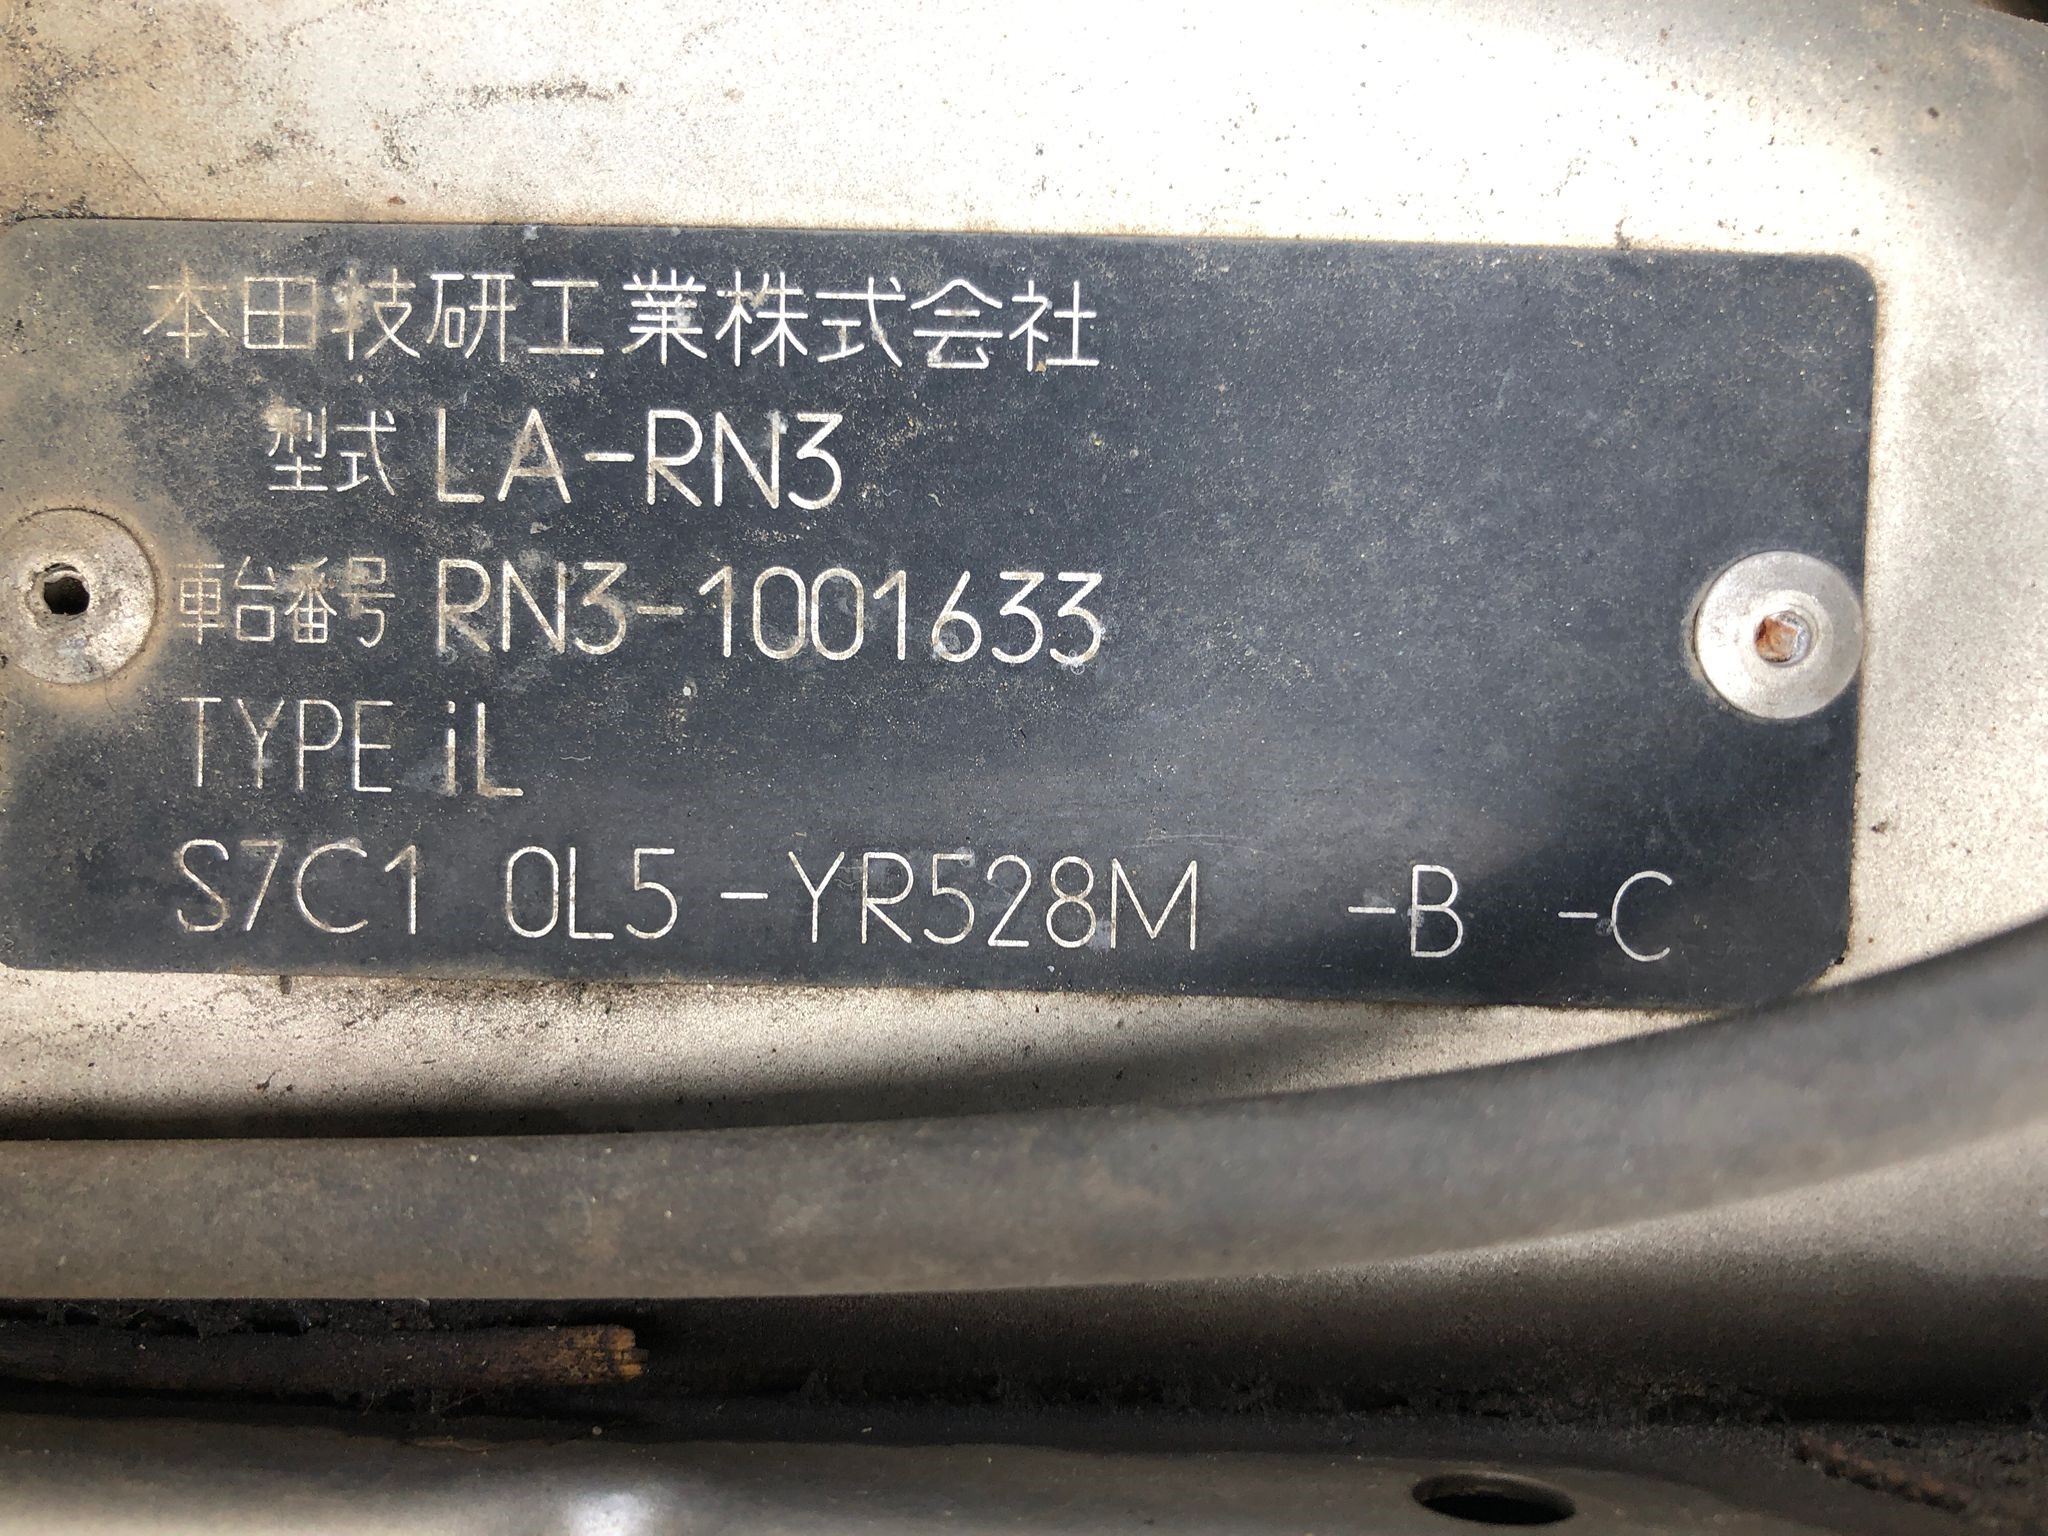 本田技研工業株式会社
型式 LA-RN3
車台番号 RN3-1001633
TYPE iL
S7C1 0L5-YR528M -B -C